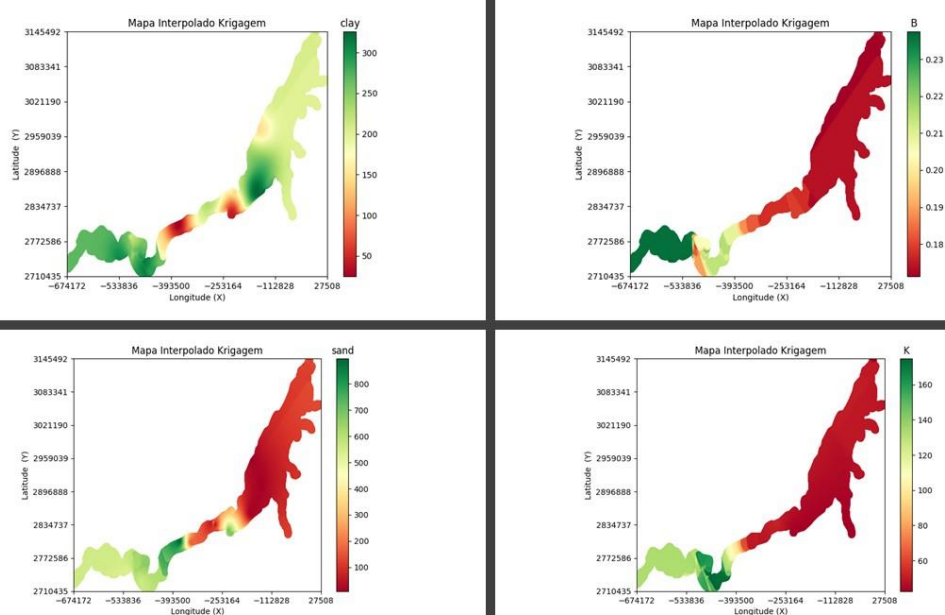 Mapa Interpolado Krigagem
clay
3145492
3083341
3021190
2959039
2896888
2834737
2772586
2710435
Latitude (Y)
300
250
200
150
100
50
−674172 −533836 −393500 −253164 −112828 27508
Longitude (X)
Mapa Interpolado Krigagem
B
3145492
3083341
3021190
2959039
2896888
2834737
2772586
2710435
Latitude (Y)
0.23
0.22
0.21
0.20
0.19
0.18
−674172 −533836 −393500 −253164 −112828 27508
Longitude (X)
Mapa Interpolado Krigagem
sand
3145492
3083341
3021190
2959039
2896888
2834737
2772586
2710435
Latitude (Y)
800
700
600
500
400
300
200
100
−674172 −533836 −393500 −253164 −112828 27508
Longitude (X)
Mapa Interpolado Krigagem
K
3145492
3083341
3021190
2959039
2896888
2834737
2772586
2710435
Latitude (Y)
160
140
120
100
80
60
−674172 −533836 −393500 −253164 −112828 27508
Longitude (X)